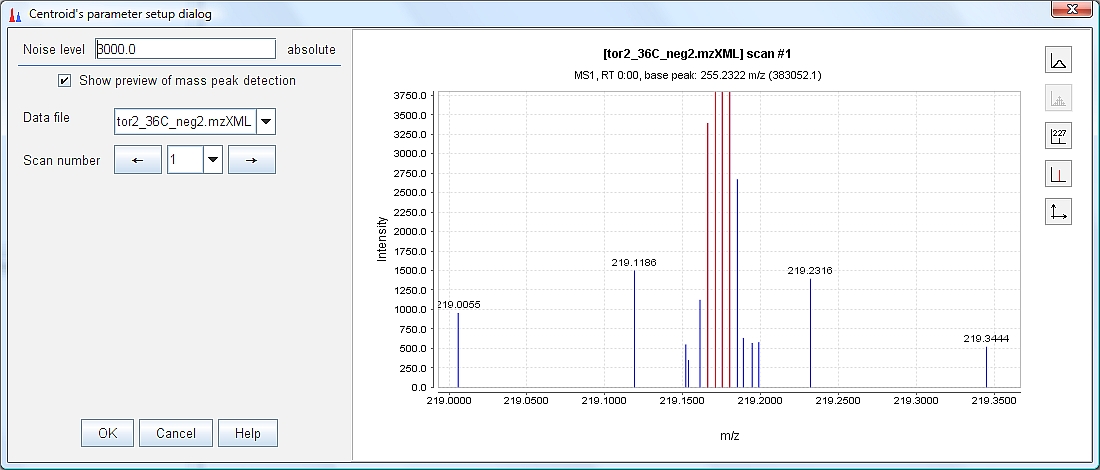 Centroid's parameter setup dialog
Noise level 3000.0 absolute
Show preview of mass peak detection
Data file tor2_36C_neg2.mzXML
Scan number ← 1 →
OK Cancel Help
[tor2_36C_neg2.mzXML] scan #1
MS1, RT 0:00, base peak: 255.2322 m/z (383052.1)
3750.0
3500.0
3250.0
3000.0
2750.0
2500.0
2250.0
2000.0
1750.0
1500.0
1250.0
1000.0
750.0
500.0
250.0
0.0
Intensity
219.0055
219.1186
219.2316
219.3444
219.0000 219.0500 219.1000 219.1500 219.2000 219.2500 219.3000 219.3500
m/z
227